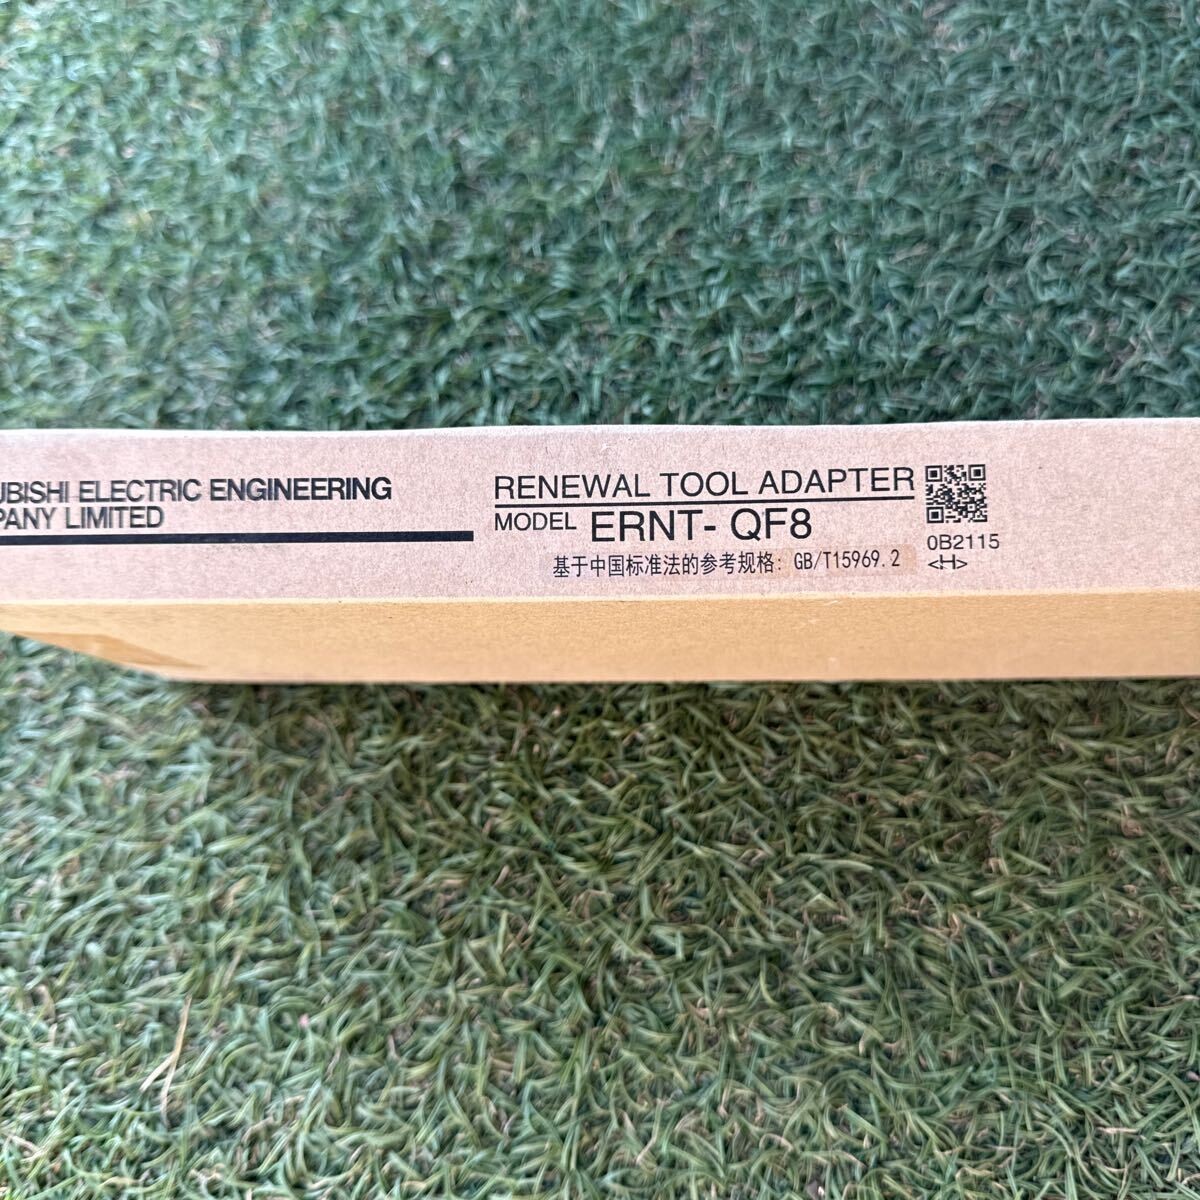 UBISHI ELECTRIC ENGINEERING
PANY LIMITED
RENEWAL TOOL ADAPTER
MODEL ERNT- QF8
基于中国标准法的参考规格: GB/T15969.2
0B2115
<H>